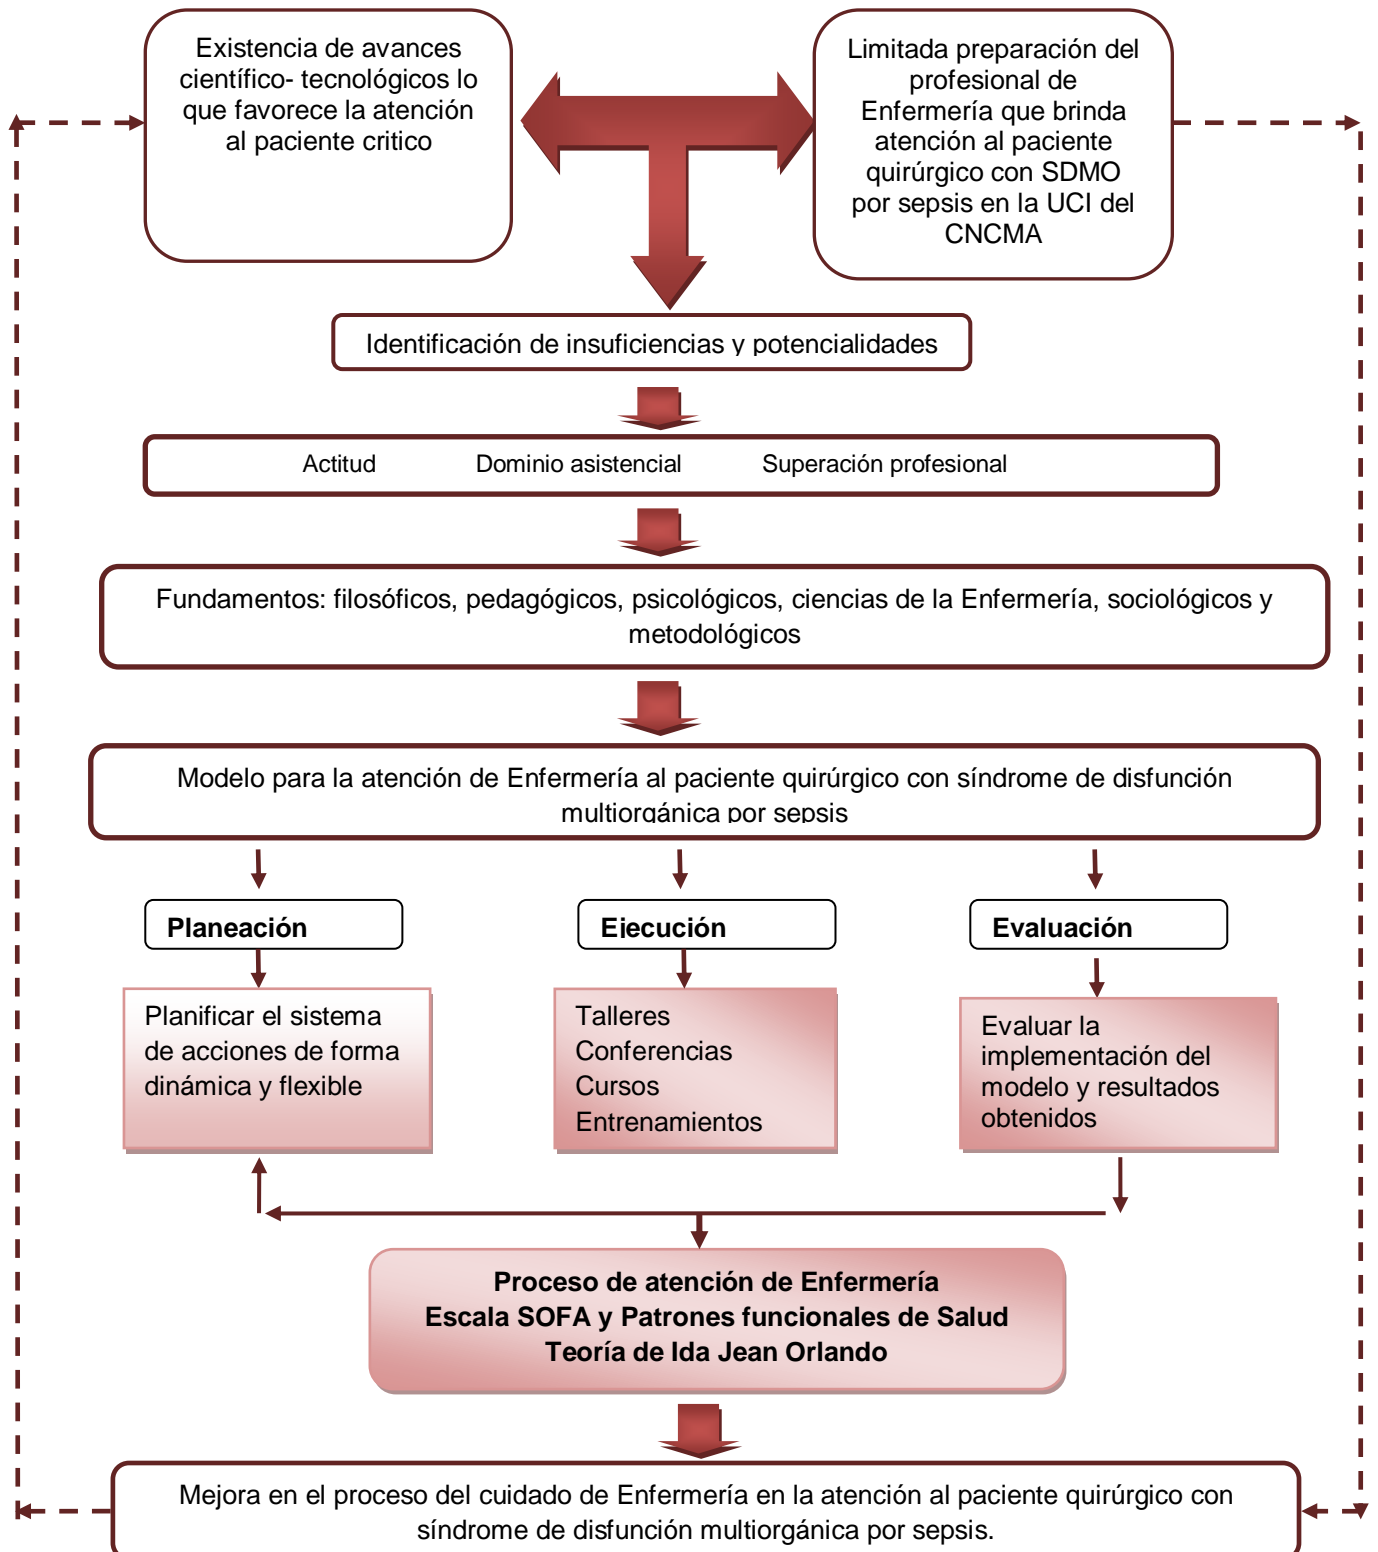 Existencia de avances
científico- tecnológicos lo
que favorece la atención
al paciente critico
Limitada preparación del
profesional de
Enfermería que brinda
atención al paciente
quirúrgico con SDMO
por sepsis en la UCI del
CNCMA
Identificación de insuficiencias y potencialidades
Actitud Dominio asistencial Superación profesional
Fundamentos: filosóficos, pedagógicos, psicológicos, ciencias de la Enfermería, sociológicos y
metodológicos
Modelo para la atención de Enfermería al paciente quirúrgico con síndrome de disfunción
multiorgánica por sepsis
Planeación
Ejecución
Evaluación
Planificar el sistema
de acciones de forma
dinámica y flexible
Talleres
Conferencias
Cursos
Entrenamientos
Evaluar la
implementación del
modelo y resultados
obtenidos
Proceso de atención de Enfermería
Escala SOFA y Patrones funcionales de Salud
Teoría de Ida Jean Orlando
Mejora en el proceso del cuidado de Enfermería en la atención al paciente quirúrgico con
síndrome de disfunción multiorgánica por sepsis.